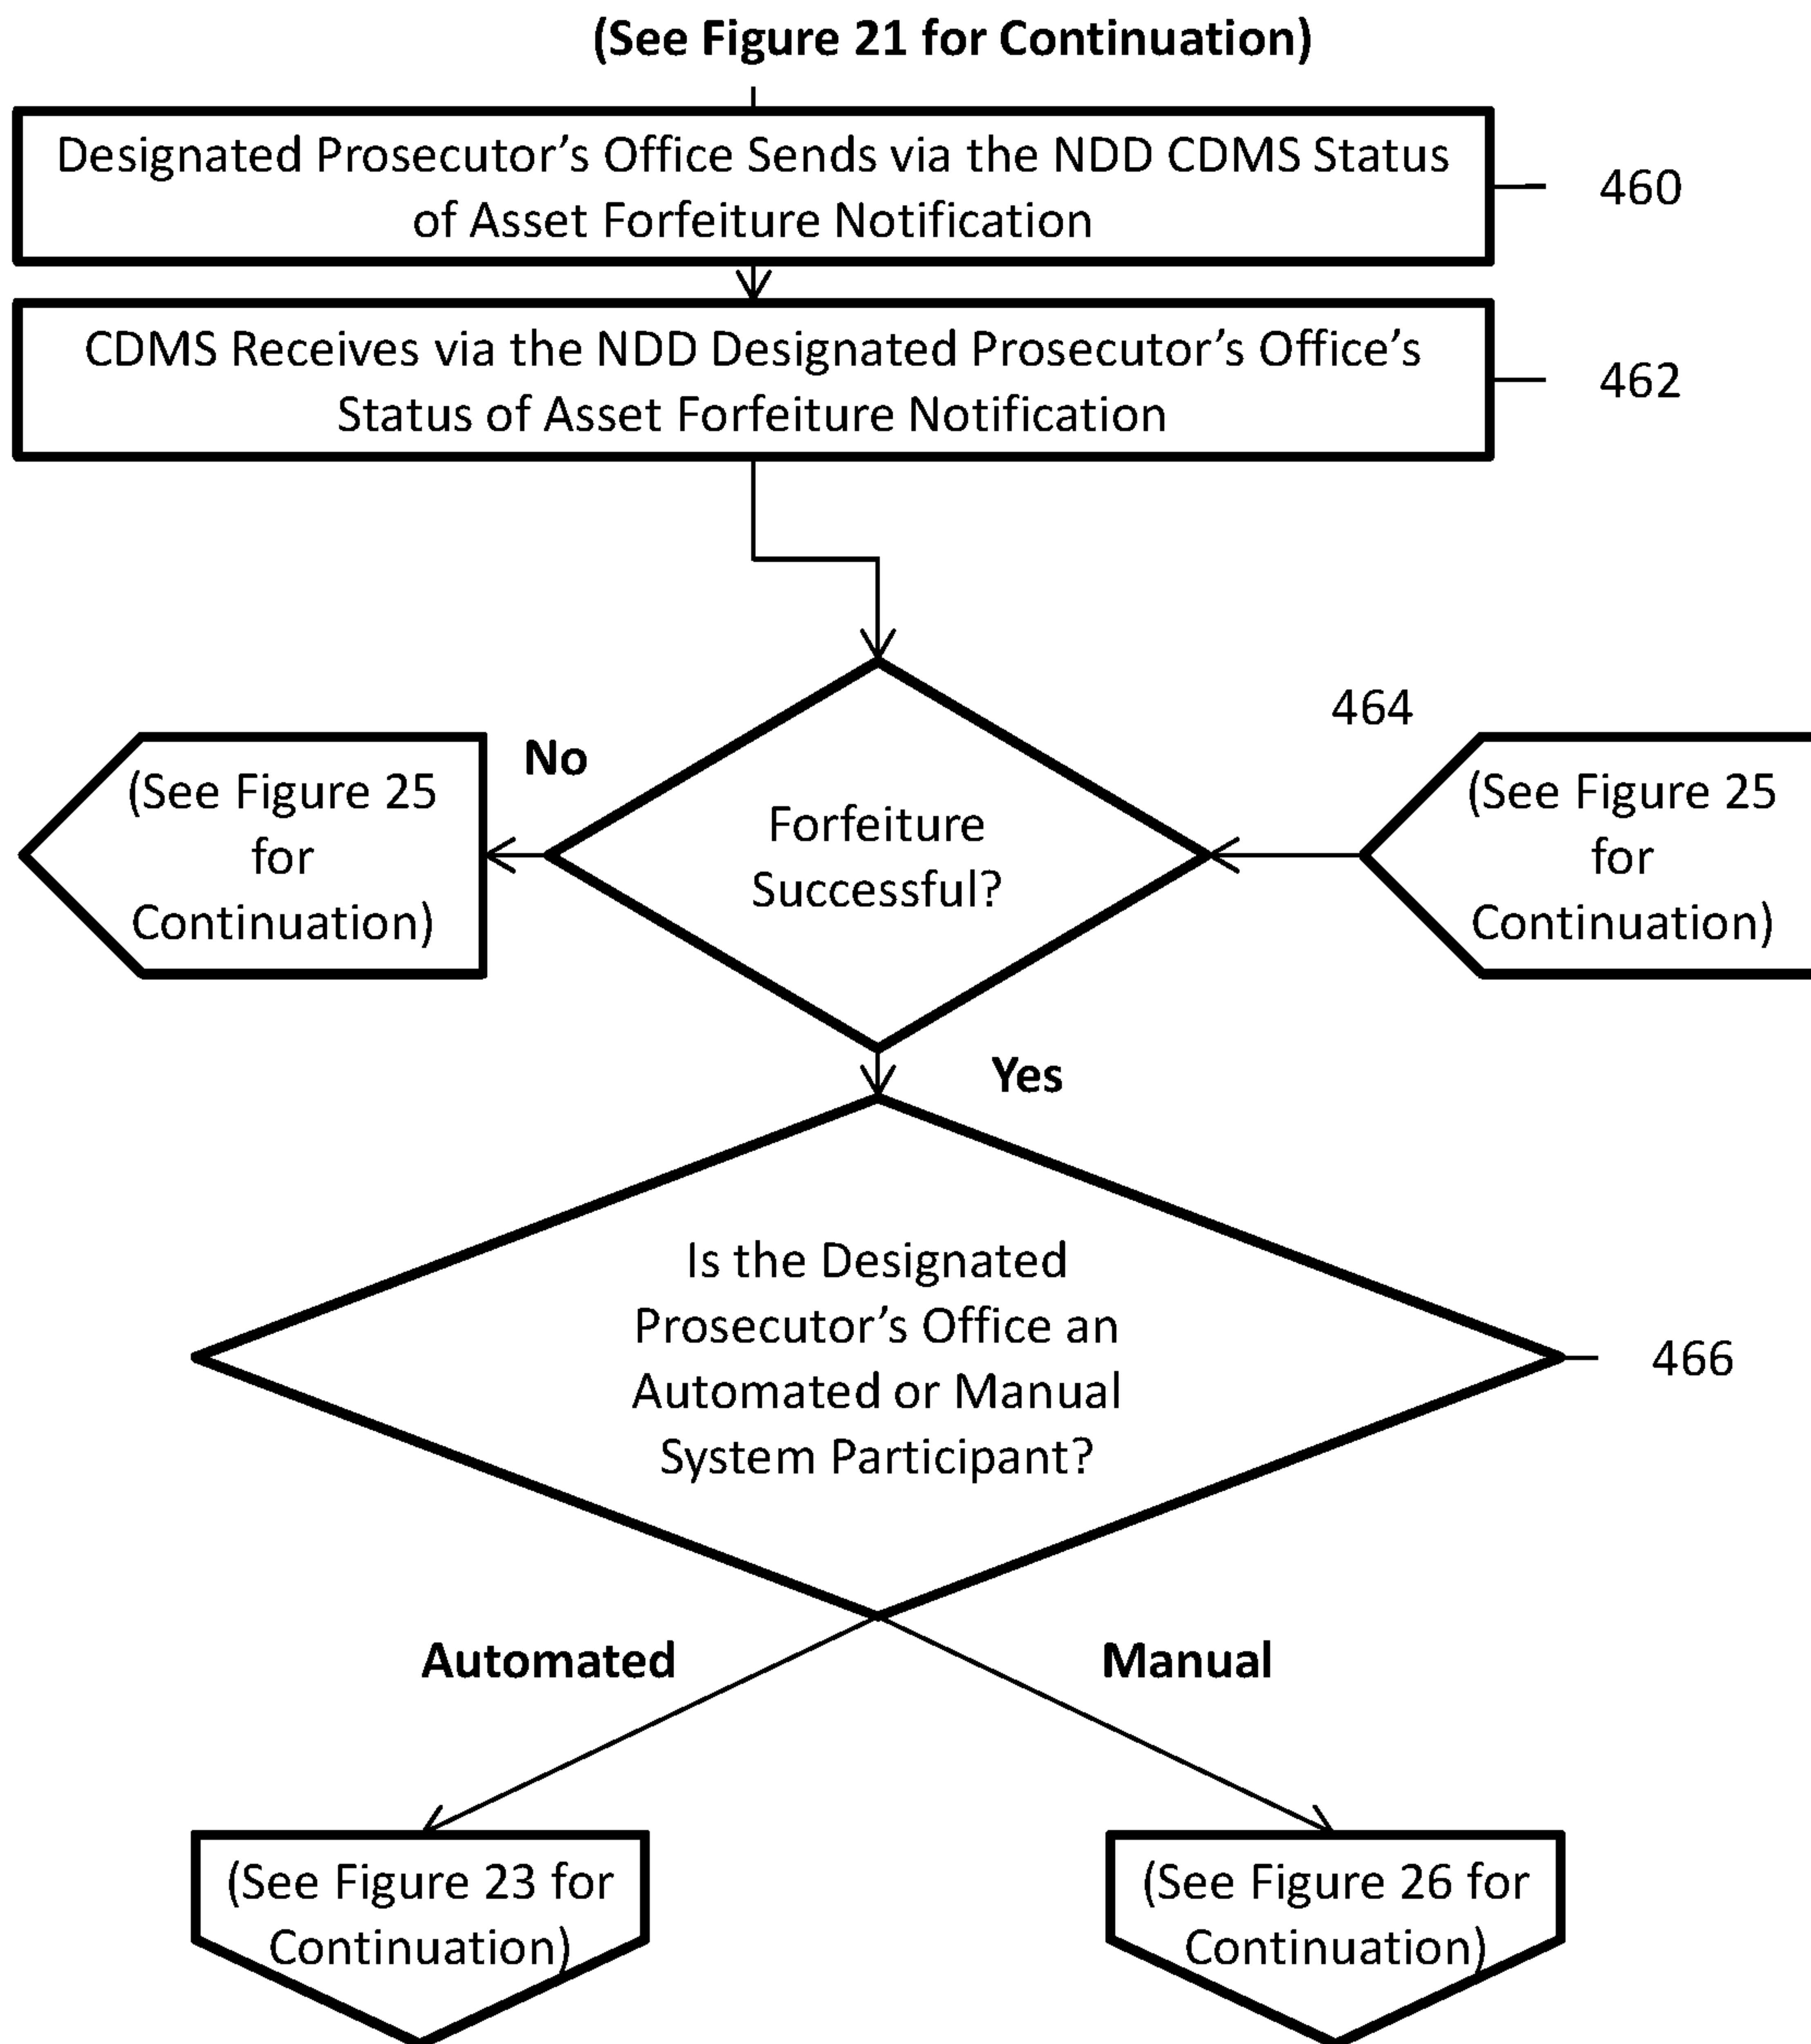 (See Figure 21 for Continuation)
Designated Prosecutor’s Office Sends via the NDD CDMS Status
of Asset Forfeiture Notification
460
CDMS Receives via the NDD Designated Prosecutor’s Office’s
Status of Asset Forfeiture Notification
462
464
No
(See Figure 25
for
Continuation)
Forfeiture
Successful?
(See Figure 25
for
Continuation)
Yes
Is the Designated
Prosecutor’s Office an
Automated or Manual
System Participant?
466
Automated
Manual
(See Figure 23 for
Continuation)
(See Figure 26 for
Continuation)